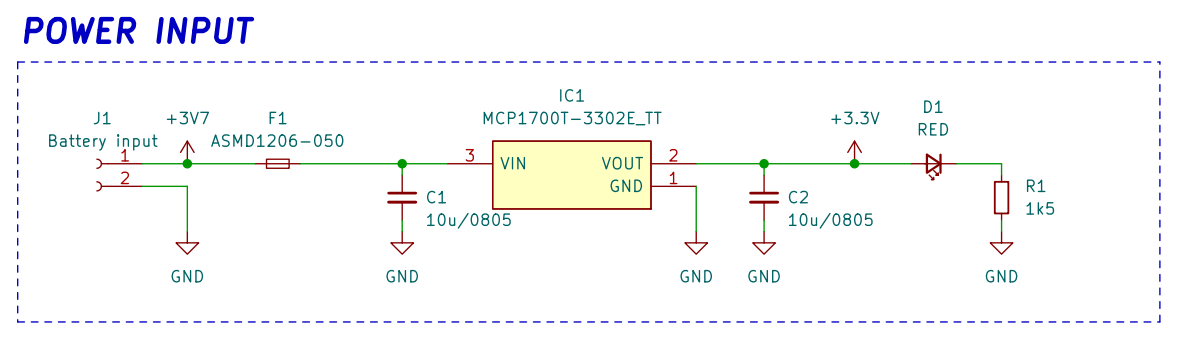 POWER INPUT
J1
Battery input
1
2
+3V7
GND
F1
ASMD1206-050
C1
10u/0805
GND
IC1
MCP1700T-3302E_TT
3
VIN
VOUT
2
GND
1
GND
C2
10u/0805
GND
+3.3V
D1
RED
R1
1k5
GND